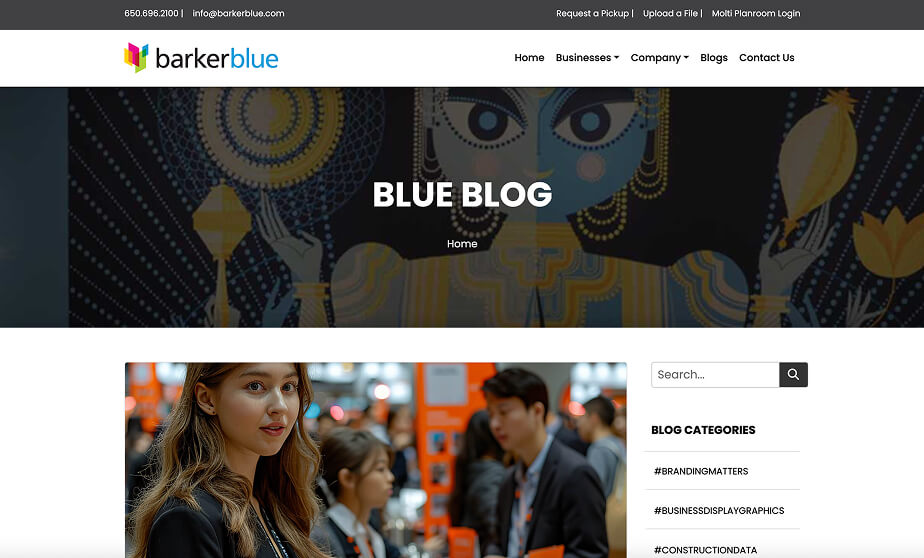 650.696.2100 | info@barkerblue.com Request a Pickup | Upload a File | Molti Planroom Login
barkerblue Home Businesses Company Blogs Contact Us
BLUE BLOG
Home
Search...
BLOG CATEGORIES
#BRANDINGMATTERS
#BUSINESSDISPLAYGRAPHICS
#CONSTRUCTIONDATA